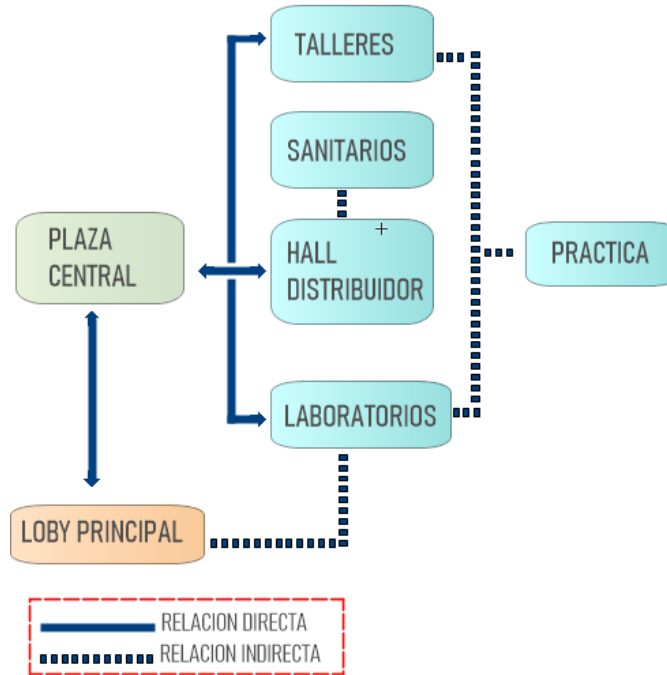 TALLERES
SANITARIOS
PLAZA
CENTRAL
HALL
DISTRIBUIDOR
PRACTICA
LABORATORIOS
LOBY PRINCIPAL
RELACION DIRECTA
RELACION INDIRECTA